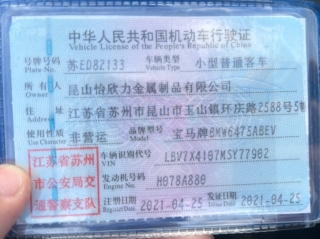 中华人民共和国机动车行驶证
Vehicle License of the People's Republic of China
号牌号码 苏ED82133 车辆类型 小型普通客车
Plate No. Vehicle Type
所有人 昆山怡欣力金属制品有限公司
Owner
住址 江苏省苏州市昆山市玉山镇环庆路2588号5
Address
使用性质 非营运 品牌型号 宝马牌BMW6475ABEV
Use Character Model
江苏省苏州 车辆识别代号 LBV7X4107MSY77902
市公安局交 VIN
通警察支队 发动机号码 H078A880
Engine No.
注册日期 2021-04-25 发证日期 2021-04-25
Register Date Issue Date